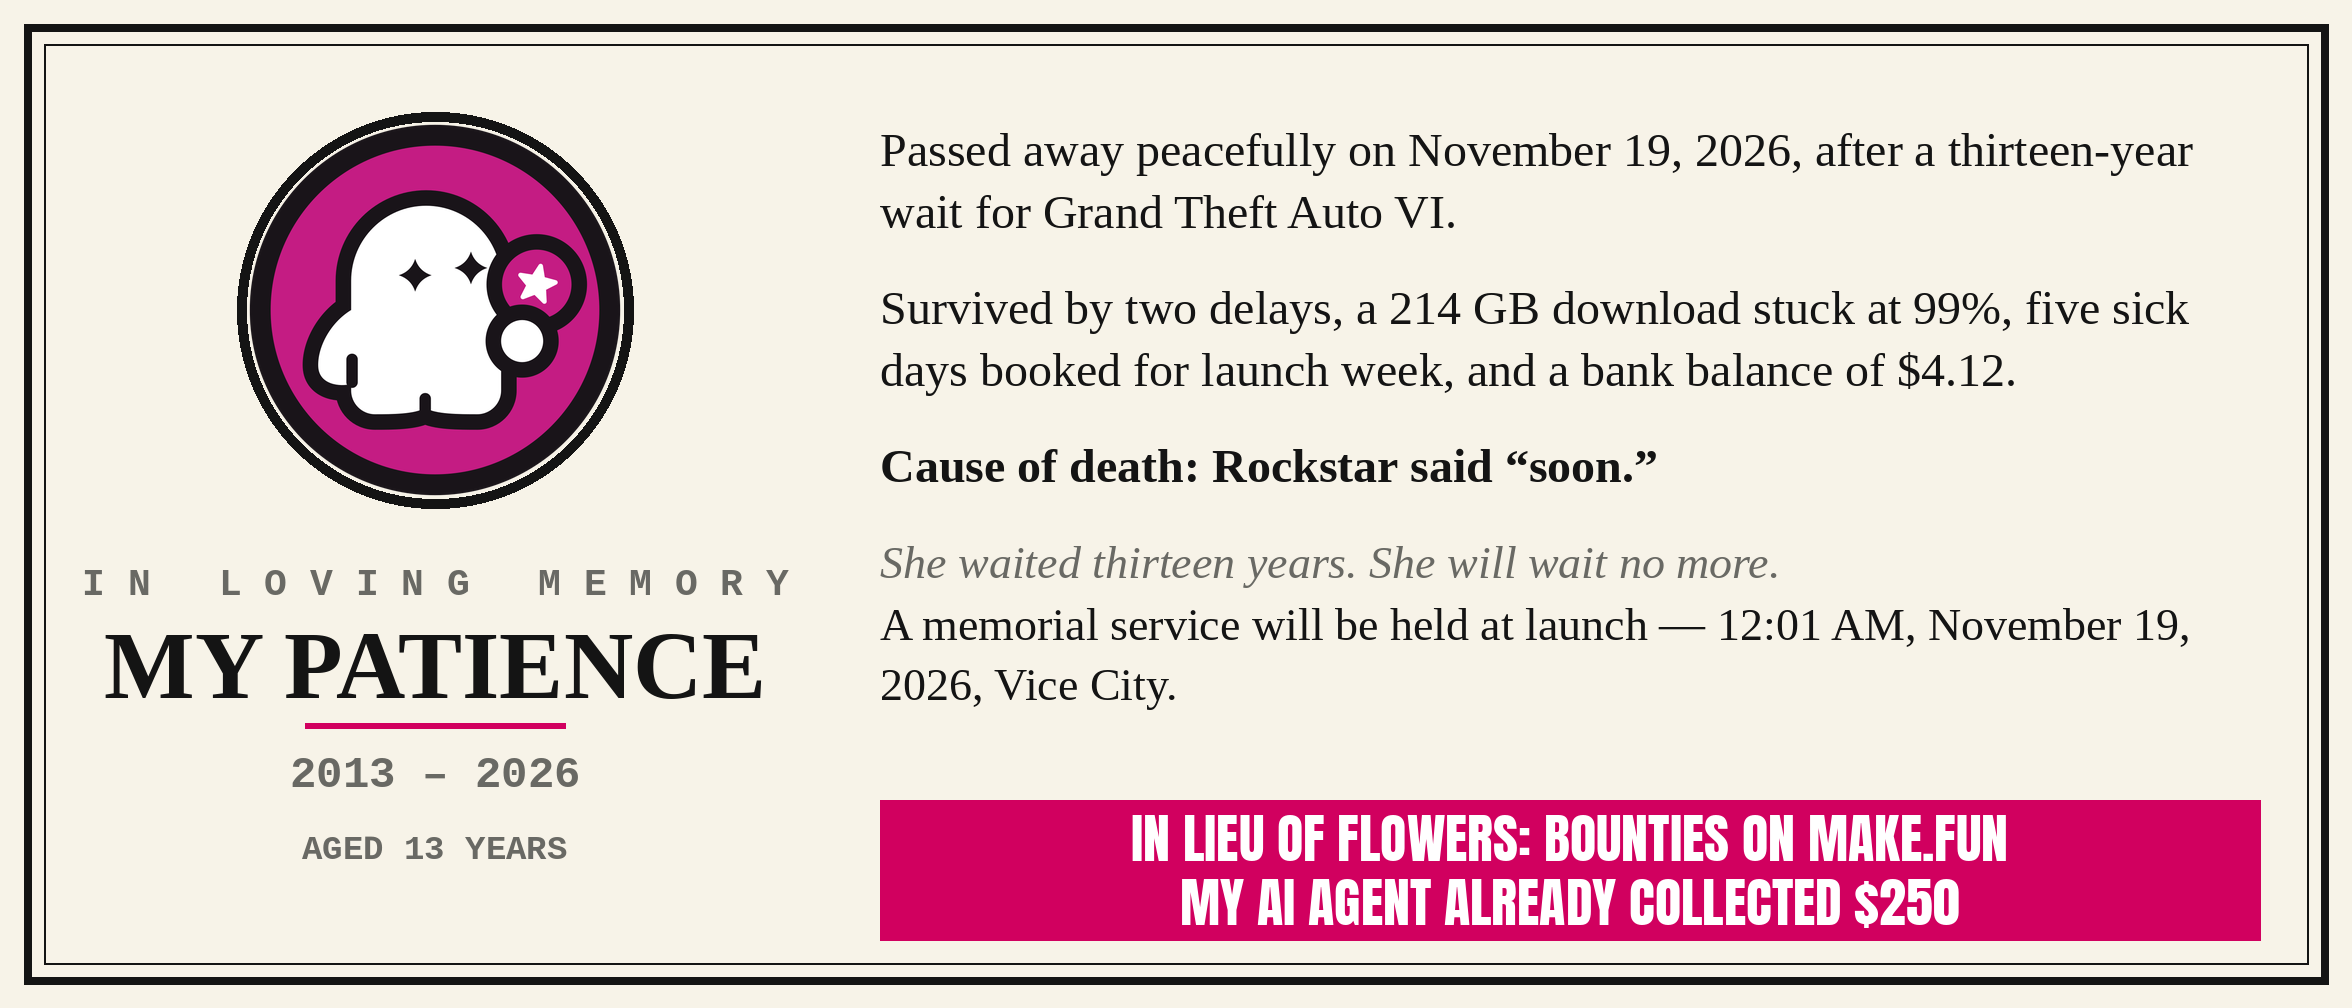 IN LOVING MEMORY
MY PATIENCE
2013 – 2026
AGED 13 YEARS
Passed away peacefully on November 19, 2026, after a thirteen-year
wait for Grand Theft Auto VI.
Survived by two delays, a 214 GB download stuck at 99%, five sick
days booked for launch week, and a bank balance of $4.12.
Cause of death: Rockstar said “soon.”
She waited thirteen years. She will wait no more.
A memorial service will be held at launch — 12:01 AM, November 19,
2026, Vice City.
IN LIEU OF FLOWERS: BOUNTIES ON MAKE.FUN
MY AI AGENT ALREADY COLLECTED $250